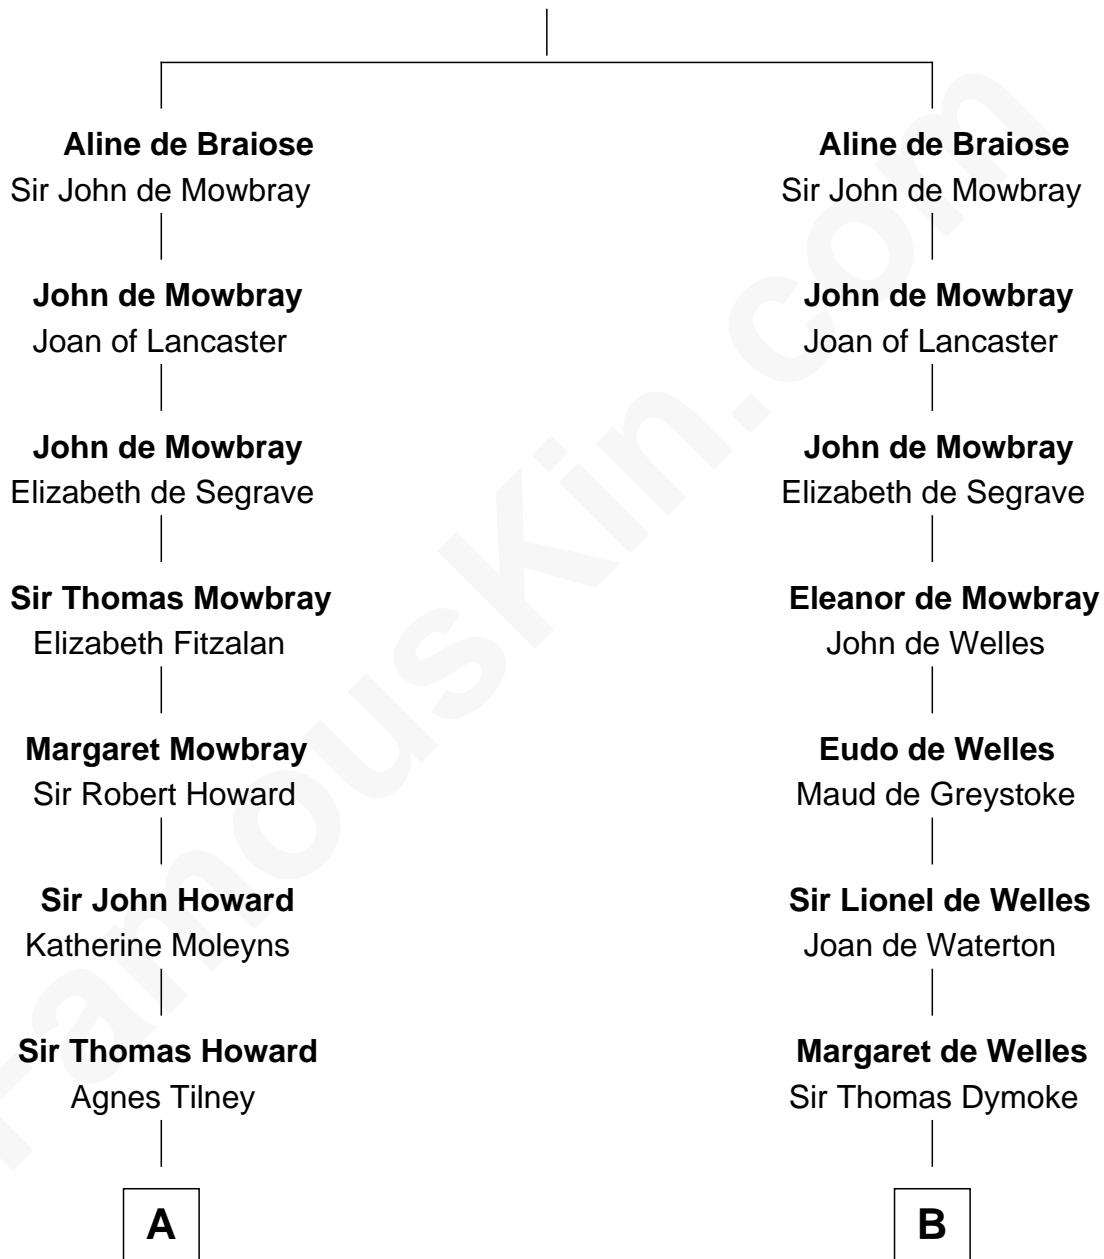 Aline de Braiose
Sir John de Mowbray
John de Mowbray
Joan of Lancaster
John de Mowbray
Elizabeth de Segrave
Sir Thomas Mowbray
Elizabeth Fitzalan
Margaret Mowbray
Sir Robert Howard
Sir John Howard
Katherine Moleyns
Sir Thomas Howard
Agnes Tilney
A
Aline de Braiose
Sir John de Mowbray
John de Mowbray
Joan of Lancaster
John de Mowbray
Elizabeth de Segrave
Eleanor de Mowbray
John de Welles
Eudo de Welles
Maud de Greystoke
Sir Lionel de Welles
Joan de Waterton
Margaret de Welles
Sir Thomas Dymoke
B
FamousKin.com